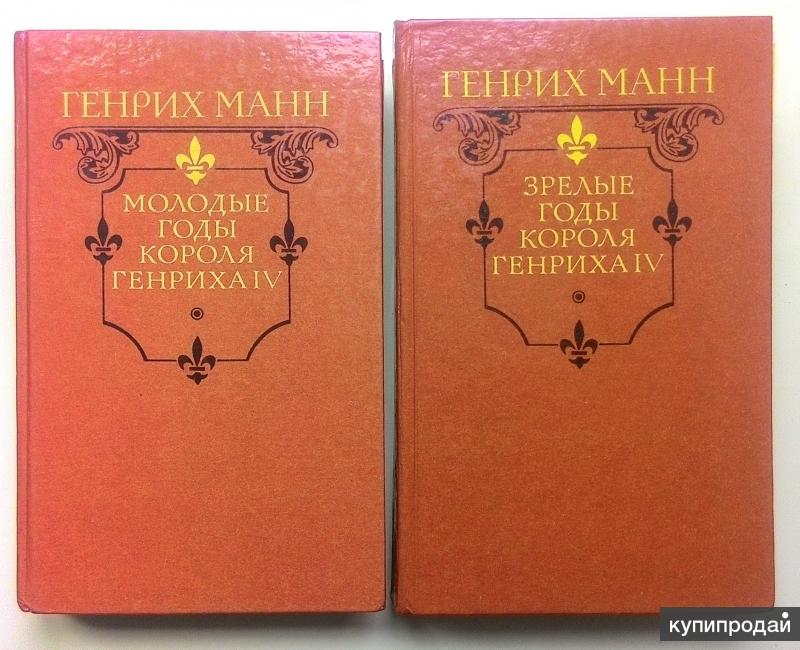 ГЕНРИХ МАНН
МОЛОДЫЕ
ГОДЫ
КОРОЛЯ
ГЕНРИХА IV
ГЕНРИХ МАНН
ЗРЕЛЫЕ
ГОДЫ
КОРОЛЯ
ГЕНРИХА IV
купипродай